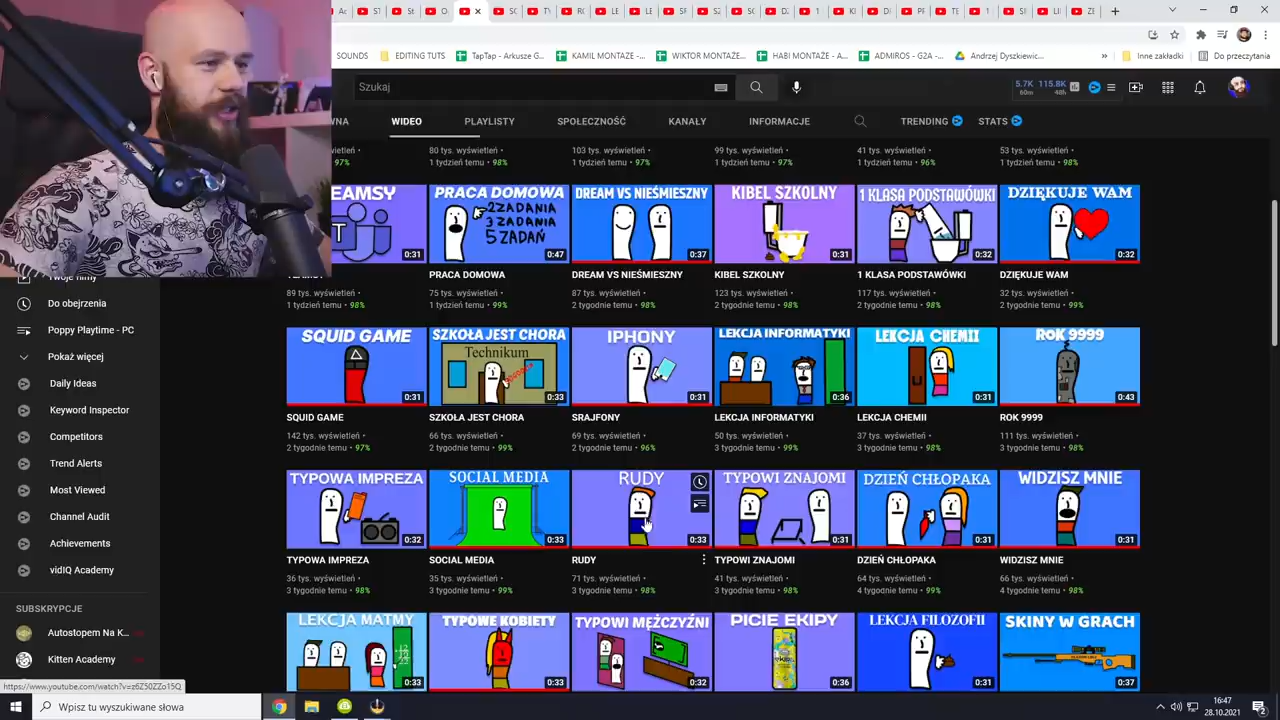 SOUNDS
EDITING TUTS
TapTap - Arkusze G...
KAMIL MONTAZE -...
WIKTOR MONTAŻE...
HABI MONTAŻE - A...
ADMIROS - G2A -...
Andrzej Dyszkiewic...
»
Inne zakładki
Do przeczytania
Szukaj
5.7K 115.8K
60m 48h
WNA
WIDEO
PLAYLISTY
SPOŁECZNOŚĆ
KANAŁY
INFORMACJE
TRENDING
STATS
wietleń •
97%
80 tys. wyświetleń •
1 tydzień temu • 98%
103 tys. wyświetleń •
1 tydzień temu • 97%
99 tys. wyświetleń •
1 tydzień temu • 97%
41 tys. wyświetleń •
1 tydzień temu • 96%
53 tys. wyświetleń •
1 tydzień temu • 98%
EAMSY
T
0:31
PRACA DOMOWA
2 ZADANIA
3 ZADANIA
5 ZADAŃ
0:47
DREAM VS NIEŚMIESZNY
0:37
KIBEL SZKOLNY
0:31
1 KLASA PODSTAWÓWKI
0:32
DZIĘKUJE WAM
0:32
PRACA DOMOWA
DREAM VS NIEŚMIESZNY
KIBEL SZKOLNY
1 KLASA PODSTAWÓWKI
DZIĘKUJE WAM
89 tys. wyświetleń •
1 tydzień temu • 98%
75 tys. wyświetleń •
1 tydzień temu • 99%
87 tys. wyświetleń •
2 tygodnie temu • 98%
123 tys. wyświetleń •
2 tygodnie temu • 98%
117 tys. wyświetleń •
2 tygodnie temu • 98%
32 tys. wyświetleń •
2 tygodnie temu • 99%
SQUID GAME
0:31
SZKOŁA JEST CHORA
Technikum
0:33
IPHONY
0:31
LEKCJA INFORMATYKI
0:36
LEKCJA CHEMII
0:31
ROK 9999
0:43
SQUID GAME
SZKOŁA JEST CHORA
SRAJFONY
LEKCJA INFORMATYKI
LEKCJA CHEMII
ROK 9999
142 tys. wyświetleń •
2 tygodnie temu • 97%
66 tys. wyświetleń •
2 tygodnie temu • 99%
69 tys. wyświetleń •
2 tygodnie temu • 96%
50 tys. wyświetleń •
3 tygodnie temu • 98%
37 tys. wyświetleń •
3 tygodnie temu • 98%
111 tys. wyświetleń •
3 tygodnie temu • 98%
TYPOWA IMPREZA
0:32
SOCIAL MEDIA
0:33
RUDY
0:33
TYPOWI ZNAJOMI
0:31
DZIEŃ CHŁOPAKA
0:31
WIDZISZ MNIE
0:31
TYPOWA IMPREZA
SOCIAL MEDIA
RUDY
TYPOWI ZNAJOMI
DZIEŃ CHŁOPAKA
WIDZISZ MNIE
36 tys. wyświetleń •
3 tygodnie temu • 98%
35 tys. wyświetleń •
3 tygodnie temu • 99%
71 tys. wyświetleń •
3 tygodnie temu • 98%
41 tys. wyświetleń •
3 tygodnie temu • 98%
64 tys. wyświetleń •
4 tygodnie temu • 99%
66 tys. wyświetleń •
4 tygodnie temu • 98%
LEKCJA MATMY
0:33
TYPOWE KOBIETY
0:33
TYPOWI MĘŻCZYŹNI
0:32
PICIE EKIPY
0:36
LEKCJA FILOZOFII
0:31
SKINY W GRACH
0:37
Twoje filmy
Do obejrzenia
Poppy Playtime - PC
Pokaż więcej
Daily Ideas
Keyword Inspector
Competitors
Trend Alerts
Most Viewed
Channel Audit
Achievements
vidIQ Academy
SUBSKRYPCJE
Autostopem Na K...
Kitten Academy
Wpisz tu wyszukiwane słowa
16:47
28.10.2021
2